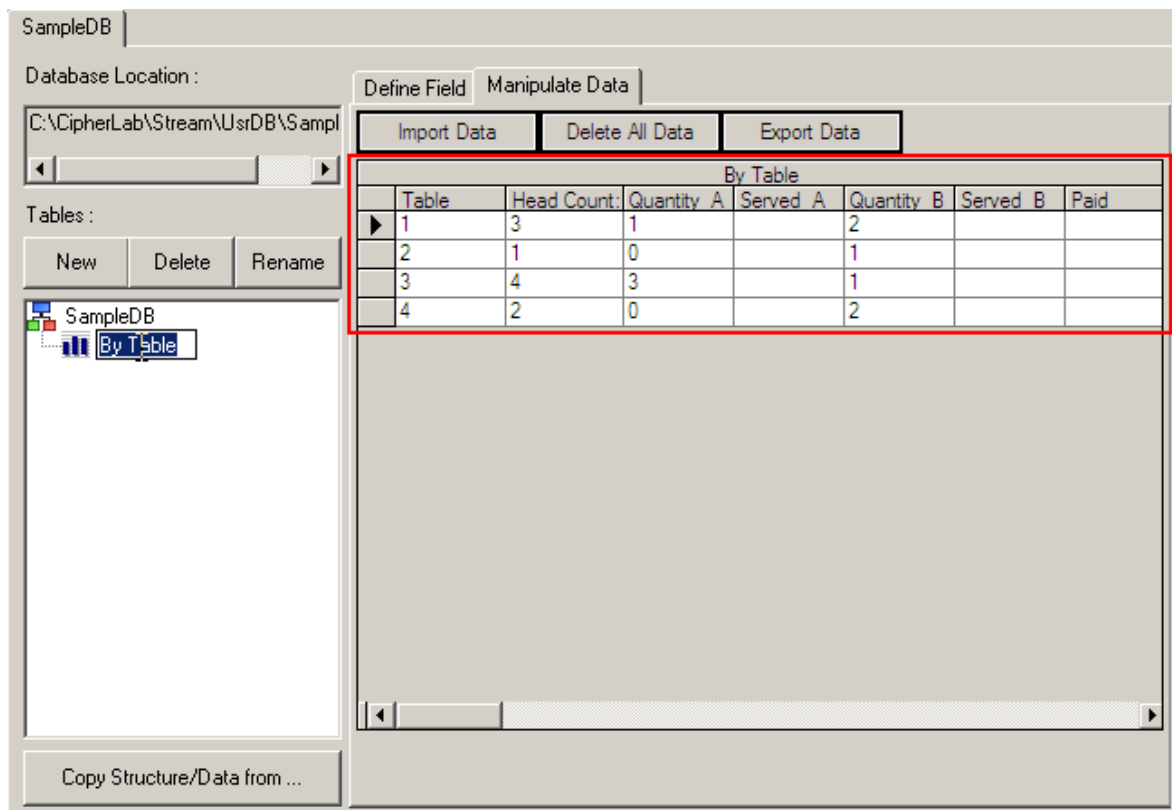 SampleDB
Database Location :
C:\CipherLab\Stream\UsrDB\Sampl
Tables :
New Delete Rename
SampleDB
By Table
Copy Structure/Data from ...
Define Field Manipulate Data
Import Data Delete All Data Export Data
By Table
Table Head Count: Quantity A Served A Quantity B Served B Paid
1 3 1 2
2 1 0 1
3 4 3 1
4 2 0 2